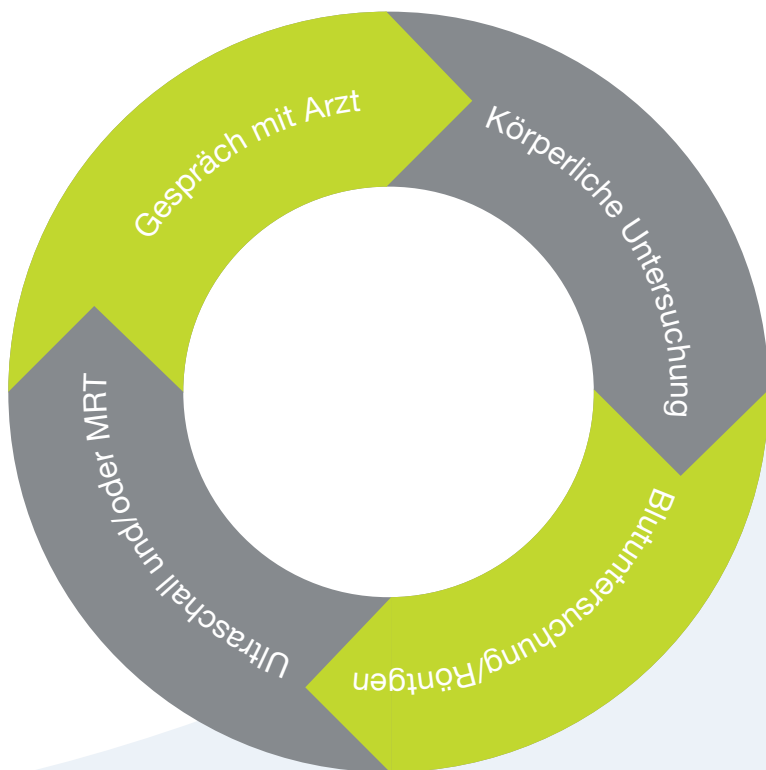 Gespräch mit Arzt
Körperliche Untersuchung
Blutuntersuchung/Röntgen
Ultraschall und/oder MRT